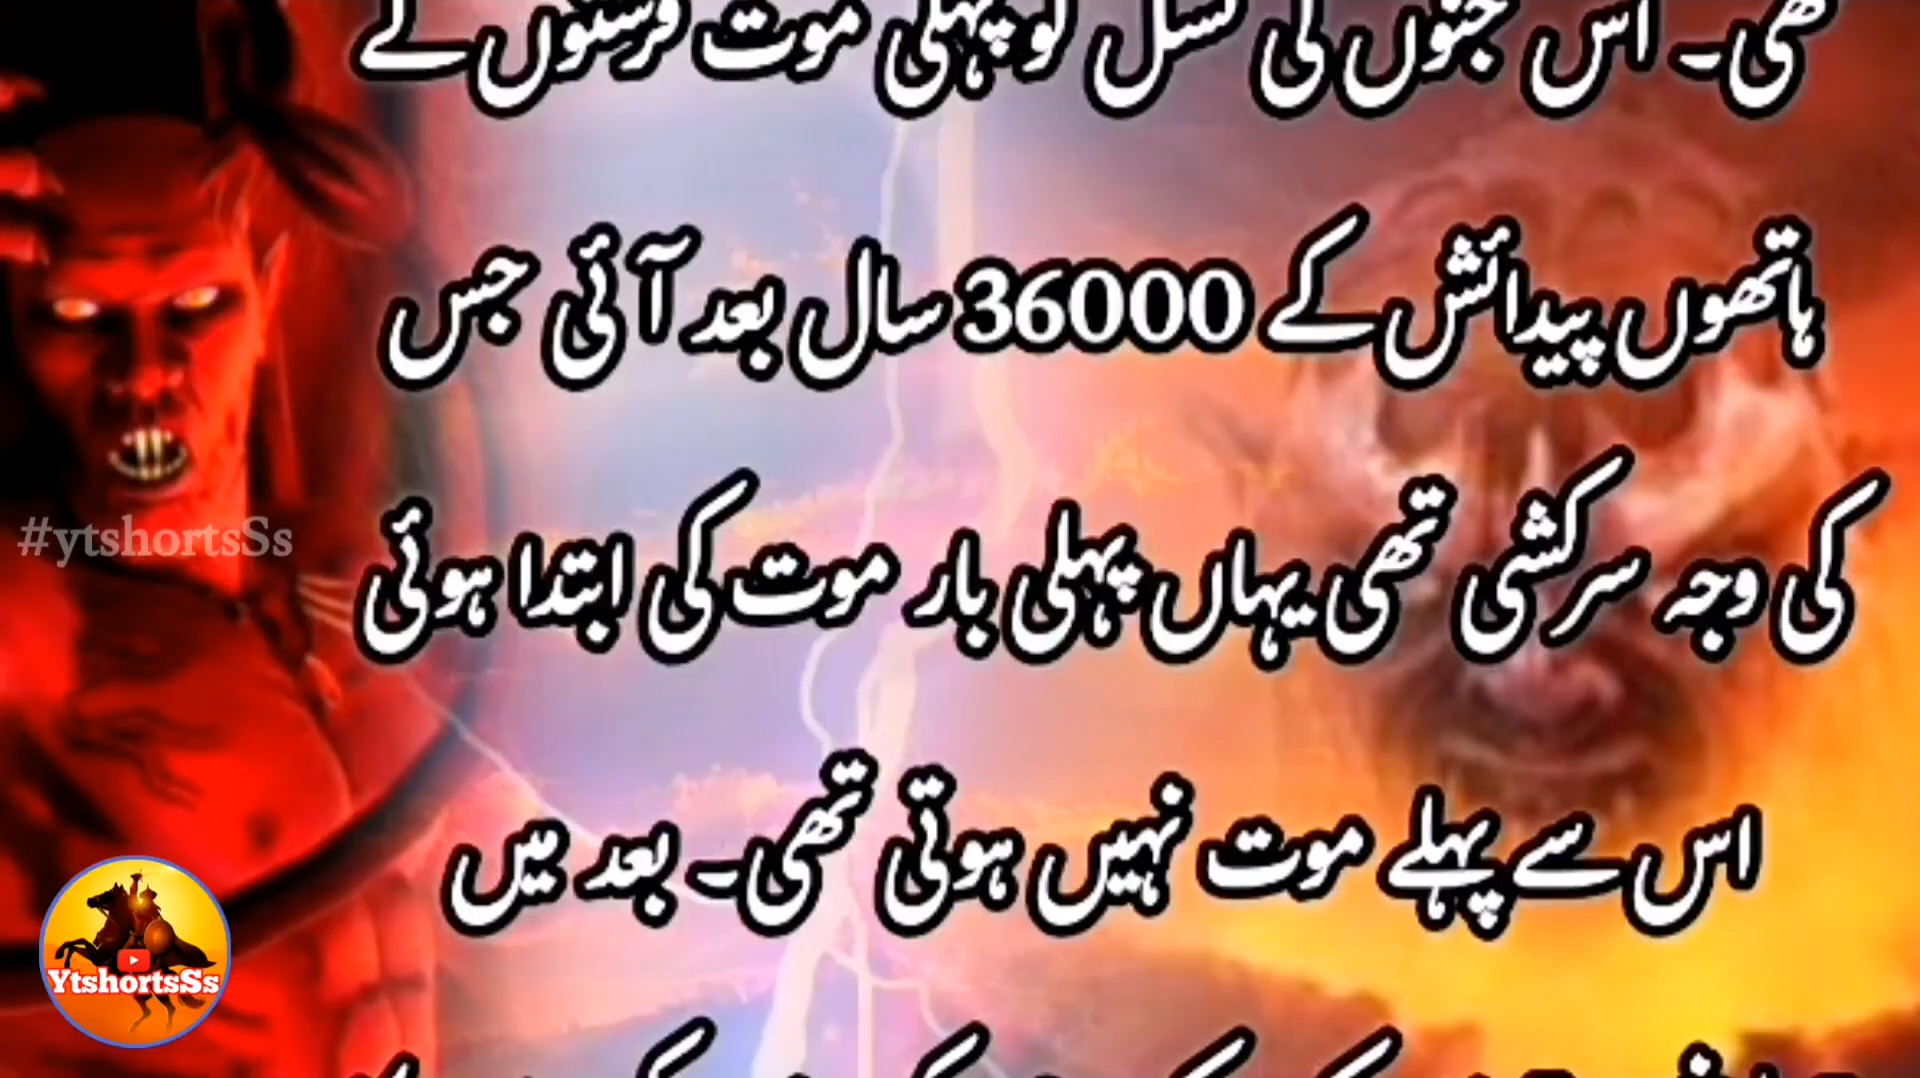 تھی۔ اس جنوں کی نسل کو پہلی موت فرشتوں کے
ہاتھوں پیدائش کے 36000 سال بعد آئی جس
کی وجہ سرکشی تھی یہاں پہلی بار موت کی ابتدا ہوئی
اس سے پہلے موت نہیں ہوتی تھی۔ بعد میں
#ytshortsSs
YtshortsSs